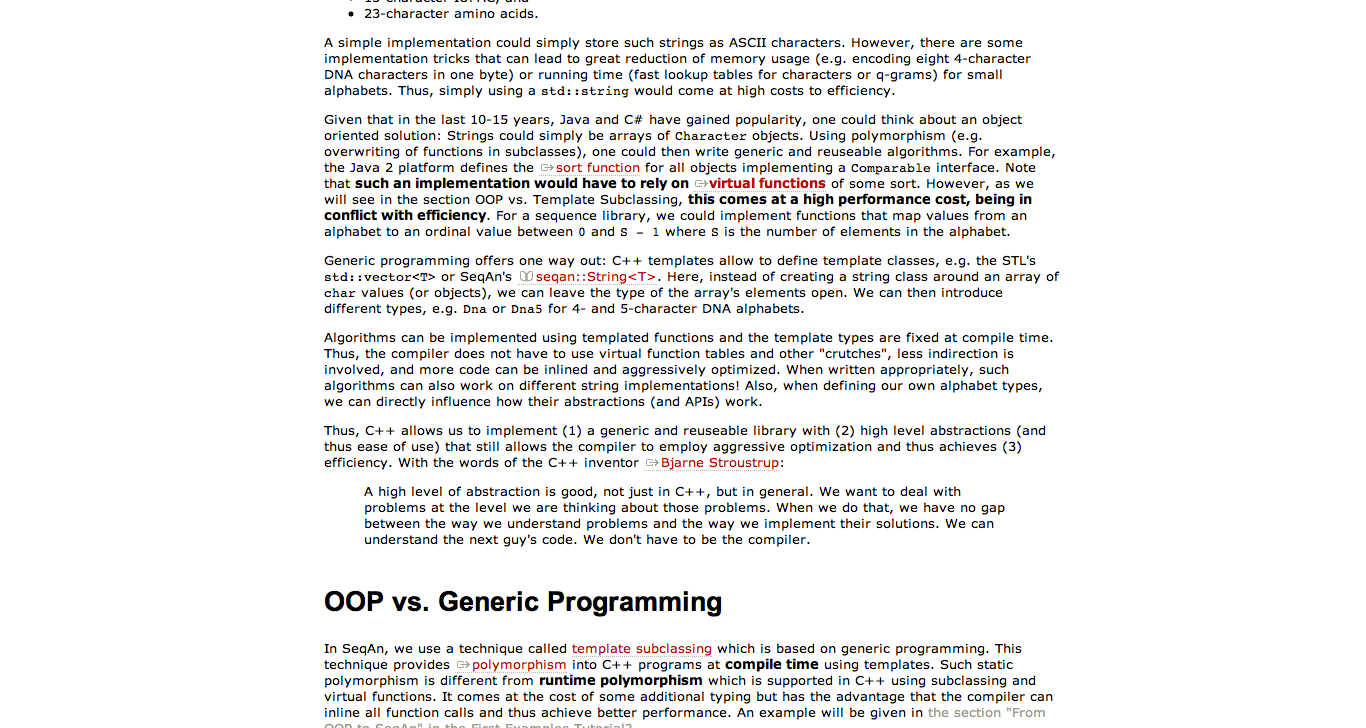 23-character amino acids.
A simple implementation could simply store such strings as ASCII characters. However, there are some
implementation tricks that can lead to great reduction of memory usage (e.g. encoding eight 4-character
DNA characters in one byte) or running time (fast lookup tables for characters or q-grams) for small
alphabets. Thus, simply using a std::string would come at high costs to efficiency.
Given that in the last 10-15 years, Java and C# have gained popularity, one could think about an object
oriented solution: Strings could simply be arrays of Character objects. Using polymorphism (e.g.
overwriting of functions in subclasses), one could then write generic and reuseable algorithms. For example,
the Java 2 platform defines the sort function for all objects implementing a Comparable interface. Note
that such an implementation would have to rely on virtual functions of some sort. However, as we
will see in the section OOP vs. Template Subclassing, this comes at a high performance cost, being in
conflict with efficiency. For a sequence library, we could implement functions that map values from an
alphabet to an ordinal value between 0 and S - 1 where S is the number of elements in the alphabet.
Generic programming offers one way out: C++ templates allow to define template classes, e.g. the STL's
std::vector<T> or SeqAn's seqan::String<T>. Here, instead of creating a string class around an array of
char values (or objects), we can leave the type of the array's elements open. We can then introduce
different types, e.g. Dna or Dna5 for 4- and 5-character DNA alphabets.
Algorithms can be implemented using templated functions and the template types are fixed at compile time.
Thus, the compiler does not have to use virtual function tables and other "crutches", less indirection is
involved, and more code can be inlined and aggressively optimized. When written appropriately, such
algorithms can also work on different string implementations! Also, when defining our own alphabet types,
we can directly influence how their abstractions (and APIs) work.
Thus, C++ allows us to implement (1) a generic and reuseable library with (2) high level abstractions (and
thus ease of use) that still allows the compiler to employ aggressive optimization and thus achieves (3)
efficiency. With the words of the C++ inventor Bjarne Stroustrup:
A high level of abstraction is good, not just in C++, but in general. We want to deal with
problems at the level we are thinking about those problems. When we do that, we have no gap
between the way we understand problems and the way we implement their solutions. We can
understand the next guy's code. We don't have to be the compiler.
OOP vs. Generic Programming
In SeqAn, we use a technique called template subclassing which is based on generic programming. This
technique provides polymorphism into C++ programs at compile time using templates. Such static
polymorphism is different from runtime polymorphism which is supported in C++ using subclassing and
virtual functions. It comes at the cost of some additional typing but has the advantage that the compiler can
inline all function calls and thus achieve better performance. An example will be given in the section "From